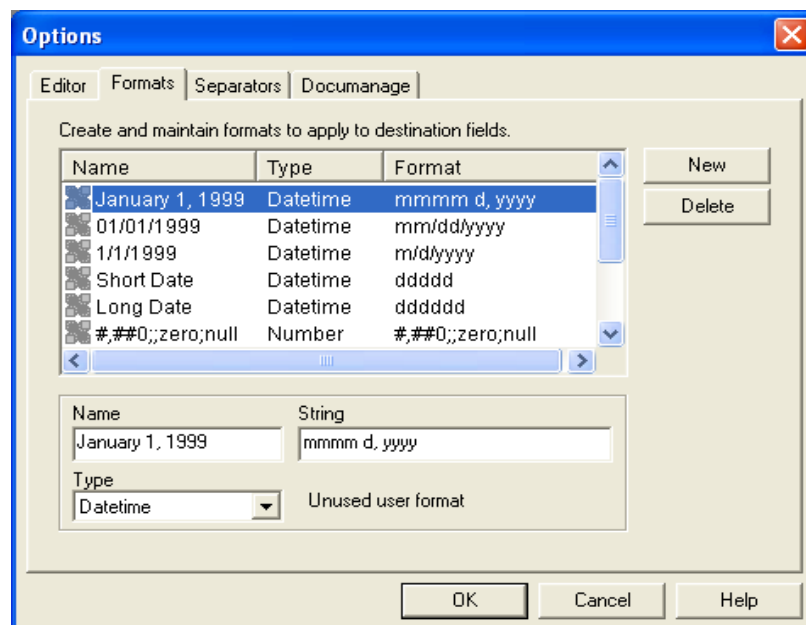 Options
Editor Formats Separators Documanage
Create and maintain formats to apply to destination fields.
Name Type Format
January 1, 1999 Datetime mmmm d, yyyy
01/01/1999 Datetime mm/dd/yyyy
1/1/1999 Datetime m/d/yyyy
Short Date Datetime ddddd
Long Date Datetime dddddd
#,##0;;zero;null Number #,##0;;zero;null
New
Delete
Name String
January 1, 1999 mmmm d, yyyy
Type
Datetime Unused user format
OK Cancel Help